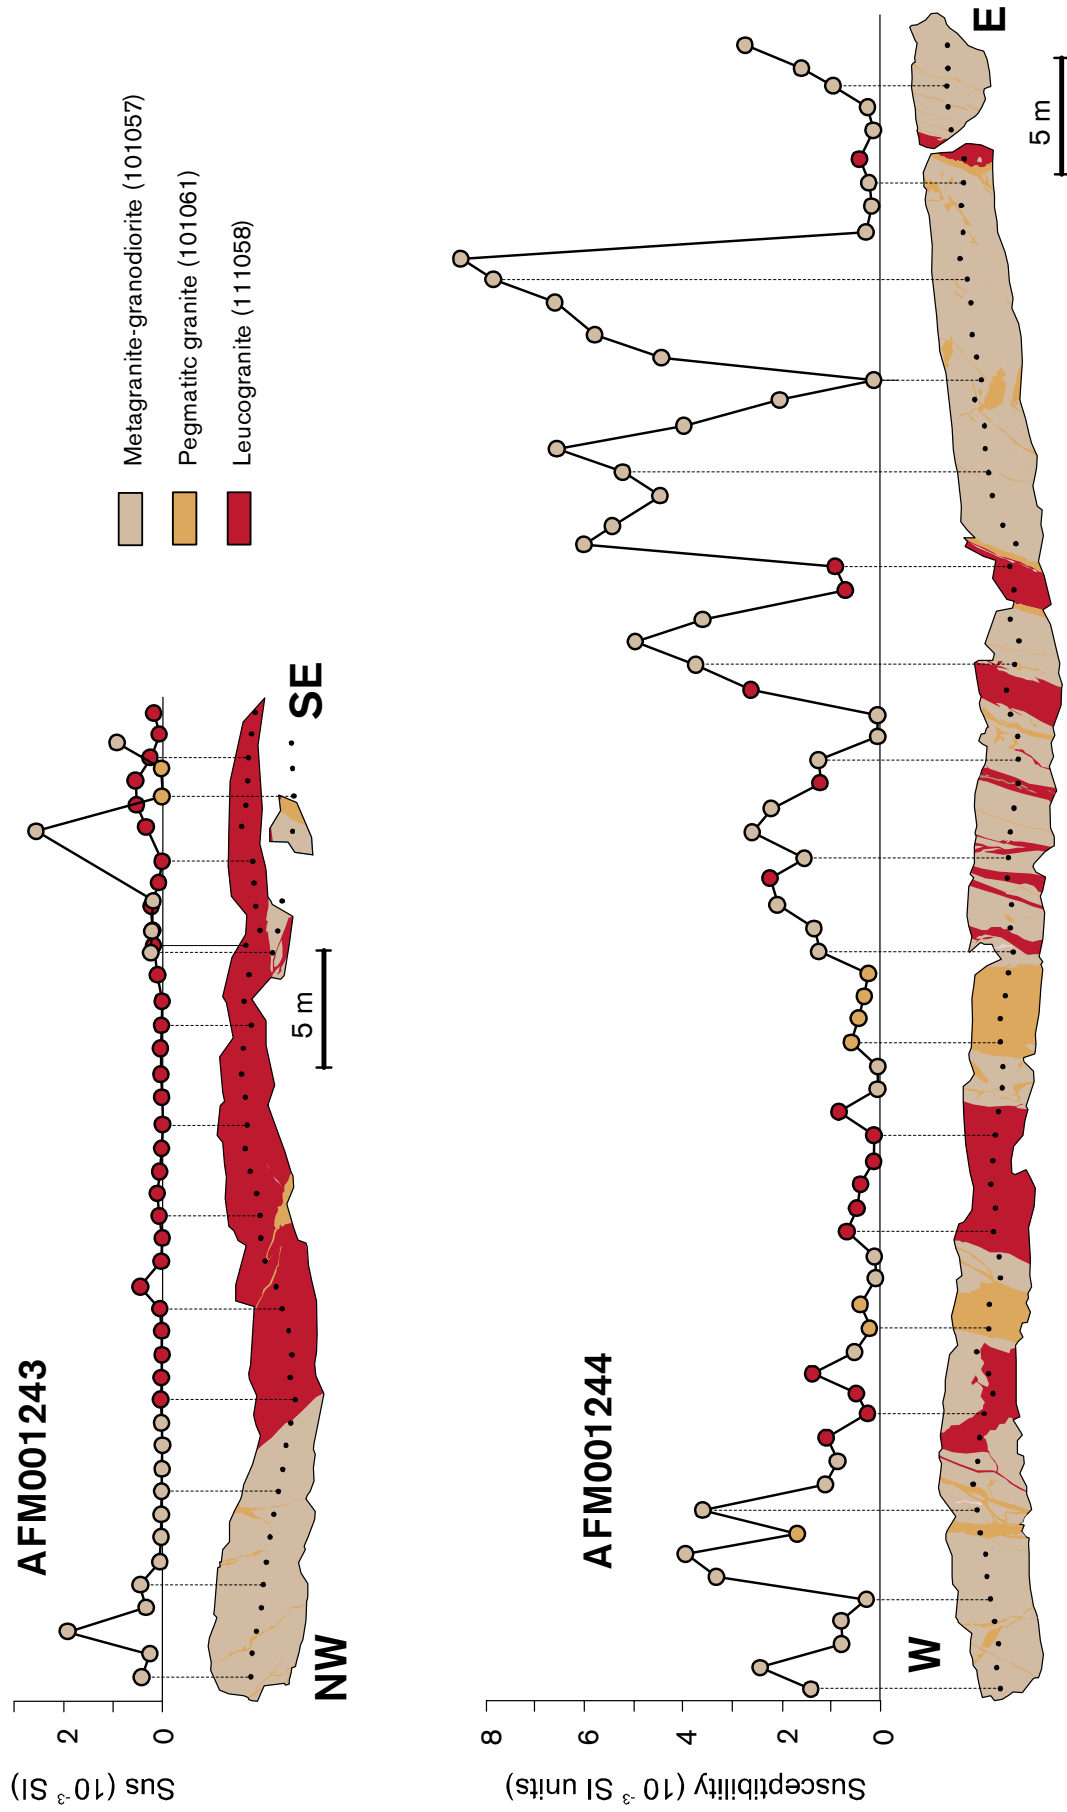 AFM001243
Sus (10⁻³ SI)
2
0
NW
SE
5 m
Metagranite-granodiorite (101057)
Pegmatitc granite (101061)
Leucogranite (111058)
AFM001244
Susceptibility (10⁻³ SI units)
8
6
4
2
0
W
E
5 m